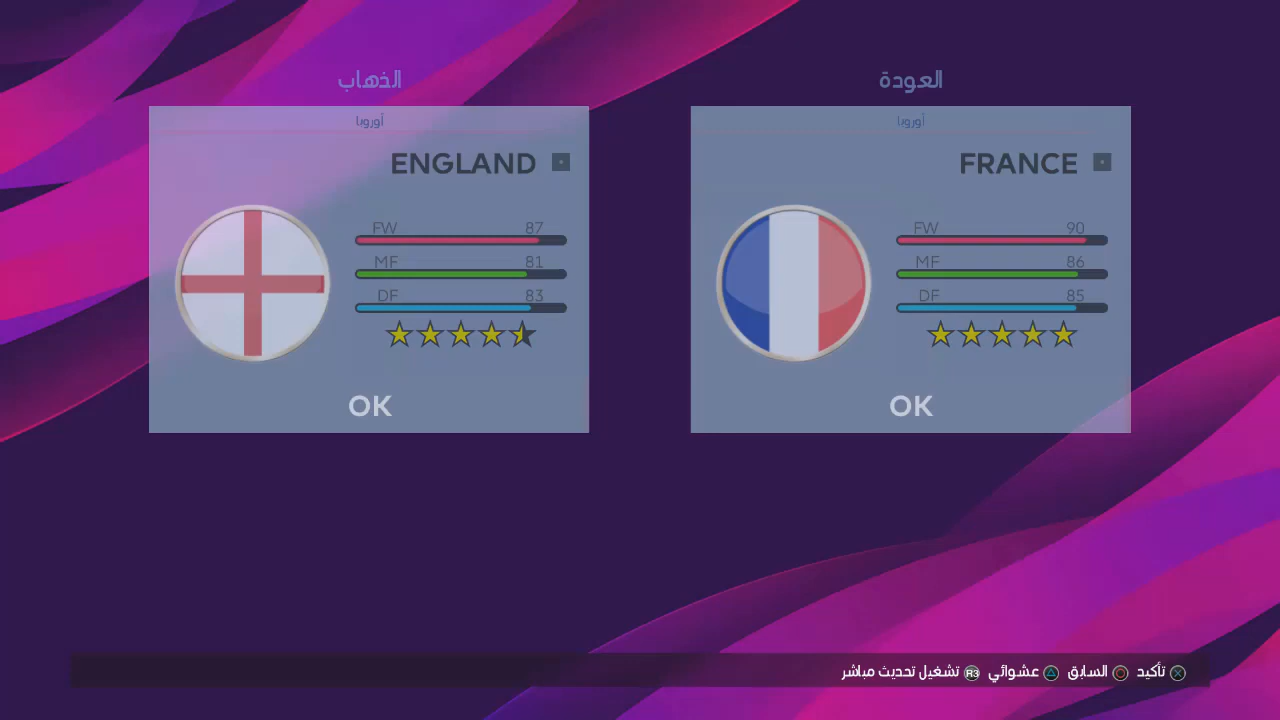 الذهاب
أوروبا
ENGLAND
FW 87
MF 81
DF 83
OK
العودة
أوروبا
FRANCE
FW 90
MF 86
DF 85
OK
تأكيد السابق عشوائي R3 تشغيل تحديث مباشر